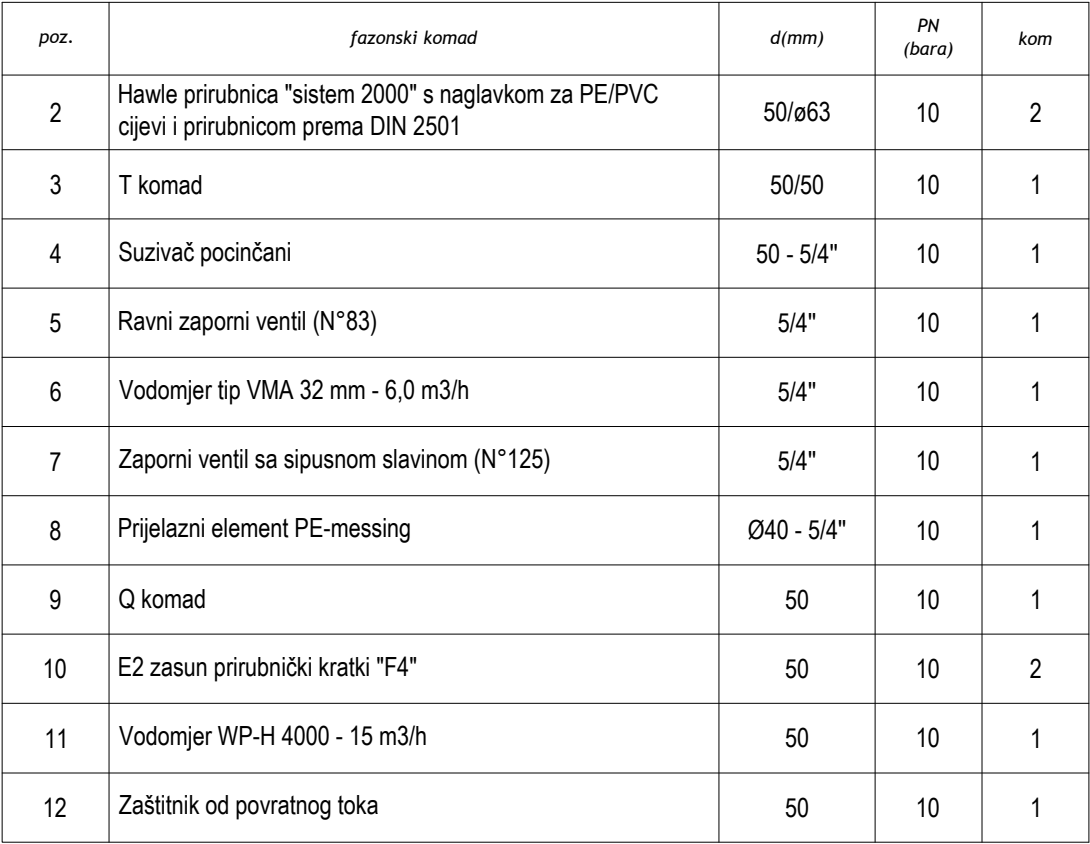 poz. fazonski komad d(mm) PN (bara) kom
2 Hawle prirubnica "sistem 2000" s naglavkom za PE/PVC
cijevi i prirubnicom prema DIN 2501 50/ø63 10 2
3 T komad 50/50 10 1
4 Suzivač pocinčani 50 - 5/4" 10 1
5 Ravni zaporni ventil (N°83) 5/4" 10 1
6 Vodomjer tip VMA 32 mm - 6,0 m3/h 5/4" 10 1
7 Zaporni ventil sa sipusnom slavinom (N°125) 5/4" 10 1
8 Prijelazni element PE-messing Ø40 - 5/4" 10 1
9 Q komad 50 10 1
10 E2 zasun prirubnički kratki "F4" 50 10 2
11 Vodomjer WP-H 4000 - 15 m3/h 50 10 1
12 Zaštitnik od povratnog toka 50 10 1